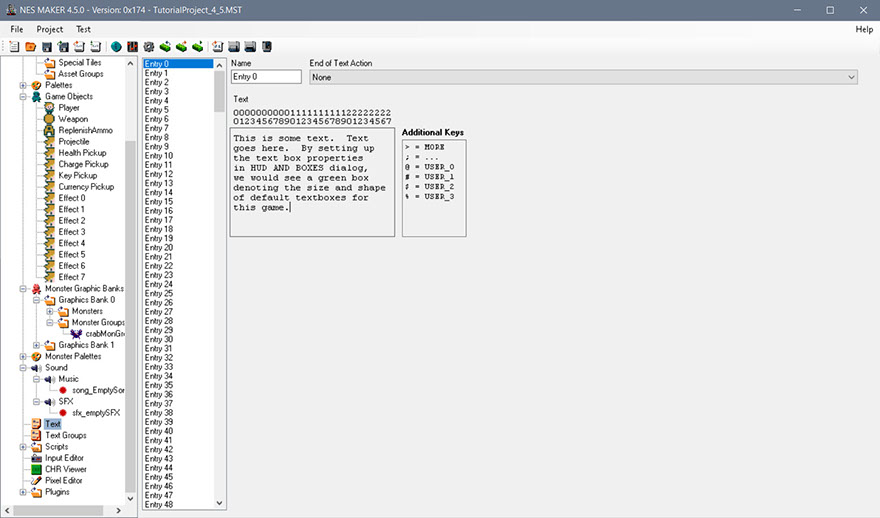 NES MAKER 4.5.0 - Version: 0x174 - TutorialProject_4_5.MST
File Project Test Help
Special Tiles
Asset Groups
Palettes
Game Objects
Player
Weapon
ReplenishAmmo
Projectile
Health Pickup
Charge Pickup
Key Pickup
Currency Pickup
Effect 0
Effect 1
Effect 2
Effect 3
Effect 4
Effect 5
Effect 6
Effect 7
Monster Graphic Banks
Graphics Bank 0
Monsters
Monster Groups
crabMonGr
Graphics Bank 1
Monster Palettes
Sound
Music
song_EmptySon
SFX
sfx_emptySFX
Text
Text Groups
Scripts
Input Editor
CHR Viewer
Pixel Editor
Plugins
Entry 0
Entry 1
Entry 2
Entry 3
Entry 4
Entry 5
Entry 6
Entry 7
Entry 8
Entry 9
Entry 10
Entry 11
Entry 12
Entry 13
Entry 14
Entry 15
Entry 16
Entry 17
Entry 18
Entry 19
Entry 20
Entry 21
Entry 22
Entry 23
Entry 24
Entry 25
Entry 26
Entry 27
Entry 28
Entry 29
Entry 30
Entry 31
Entry 32
Entry 33
Entry 34
Entry 35
Entry 36
Entry 37
Entry 38
Entry 39
Entry 40
Entry 41
Entry 42
Entry 43
Entry 44
Entry 45
Entry 46
Entry 47
Entry 48
Name
Entry 0
End of Text Action
None
Text
0000000000111111111122222222
0123456789012345678901234567
This is some text.  Text
goes here.  By setting up
the text box properties
in HUD AND BOXES dialog,
we would see a green box
denoting the size and shape
of default textboxes for
this game.
Additional Keys
> = MORE
; = ...
@ = USER_0
# = USER_1
$ = USER_2
% = USER_3